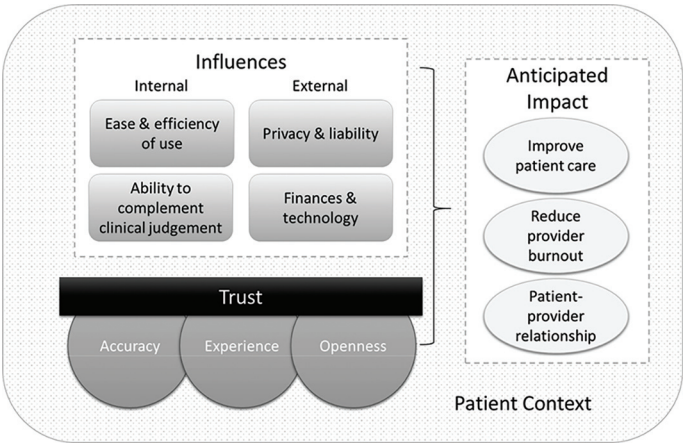 Influences
Internal
External
Ease & efficiency
of use
Privacy & liability
Ability to
complement
clinical judgement
Finances &
technology
Trust
Accuracy
Experience
Openness
Anticipated
Impact
Improve
patient care
Reduce
provider
burnout
Patient-
provider
relationship
Patient Context